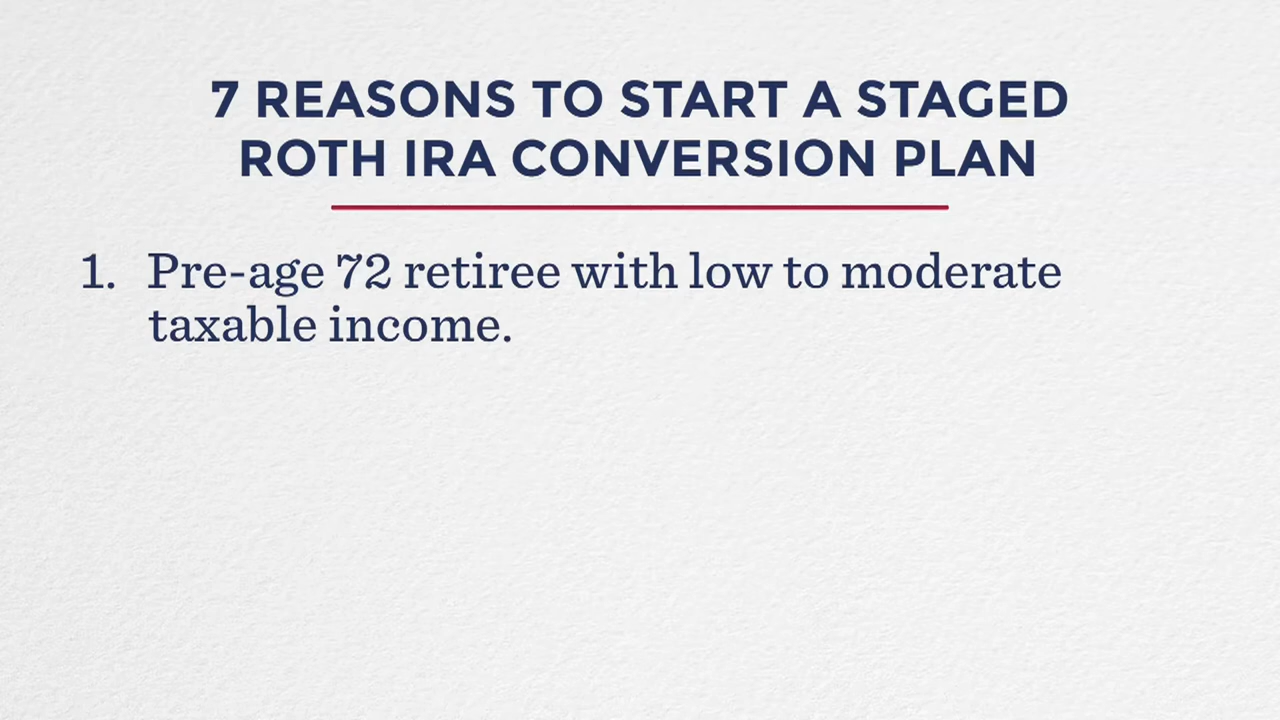 7 REASONS TO START A STAGED
ROTH IRA CONVERSION PLAN
1. Pre-age 72 retiree with low to moderate
taxable income.